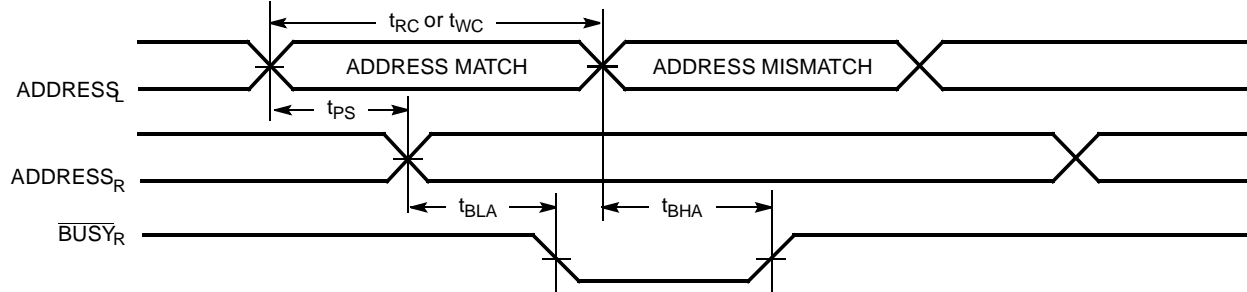 tRC or tWC
ADDRESSL
ADDRESS MATCH
ADDRESS MISMATCH
tPS
ADDRESSR
tBLA
tBHA
BUSYR